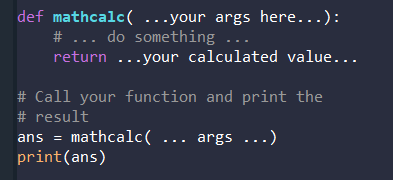 def mathcalc( ...your args here...):
    # ... do something ...
    return ...your calculated value...

# Call your function and print the
# result
ans = mathcalc( ... args ...)
print(ans)